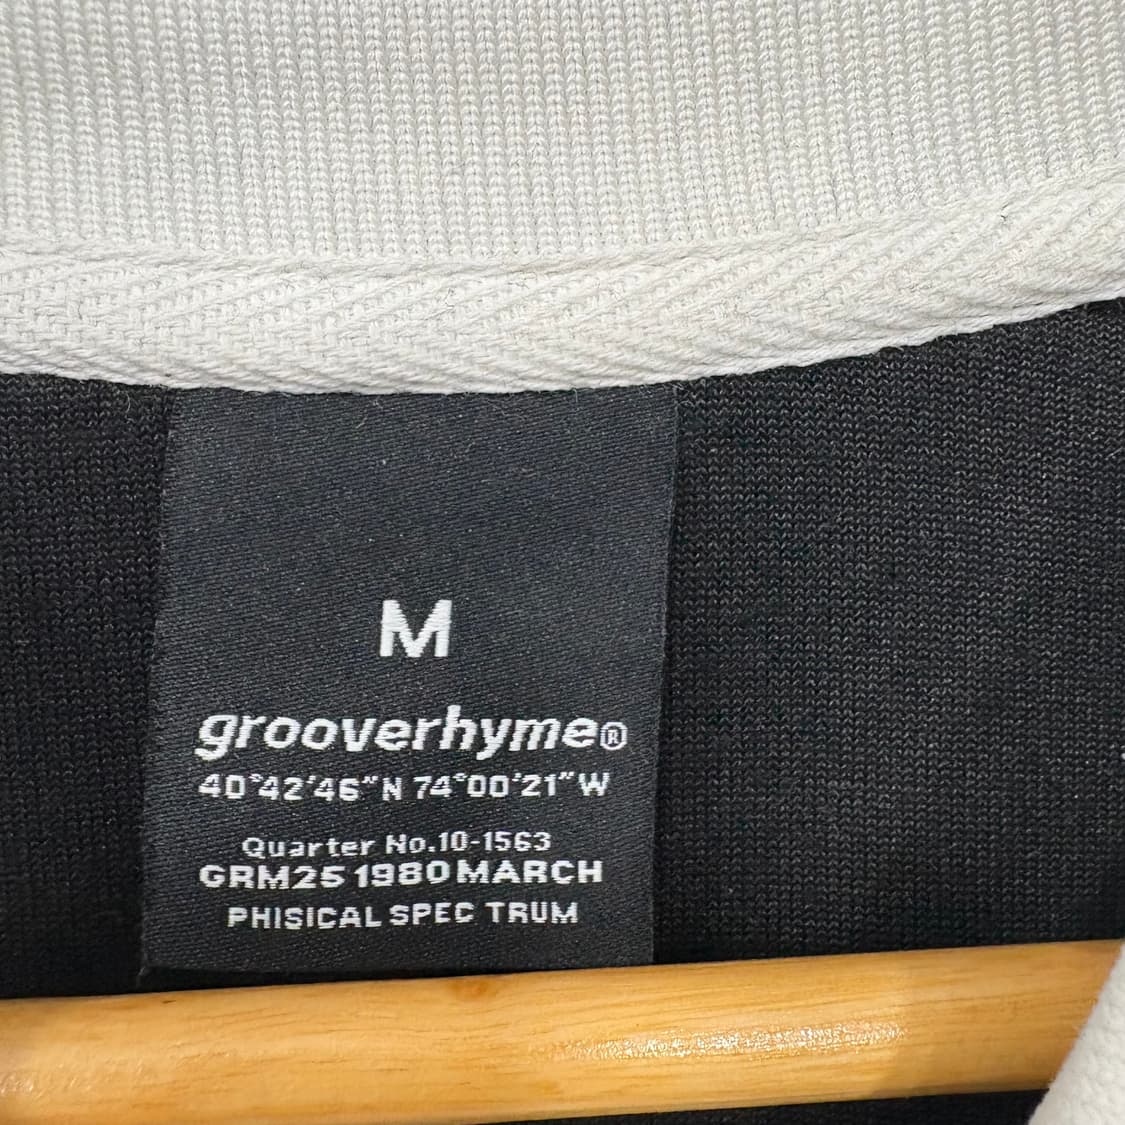 M
grooverhyme®
40°42'46"N 74°00'21"W
Quarter No.10-1563
GRM25 1980 MARCH
PHISICAL SPEC TRUM